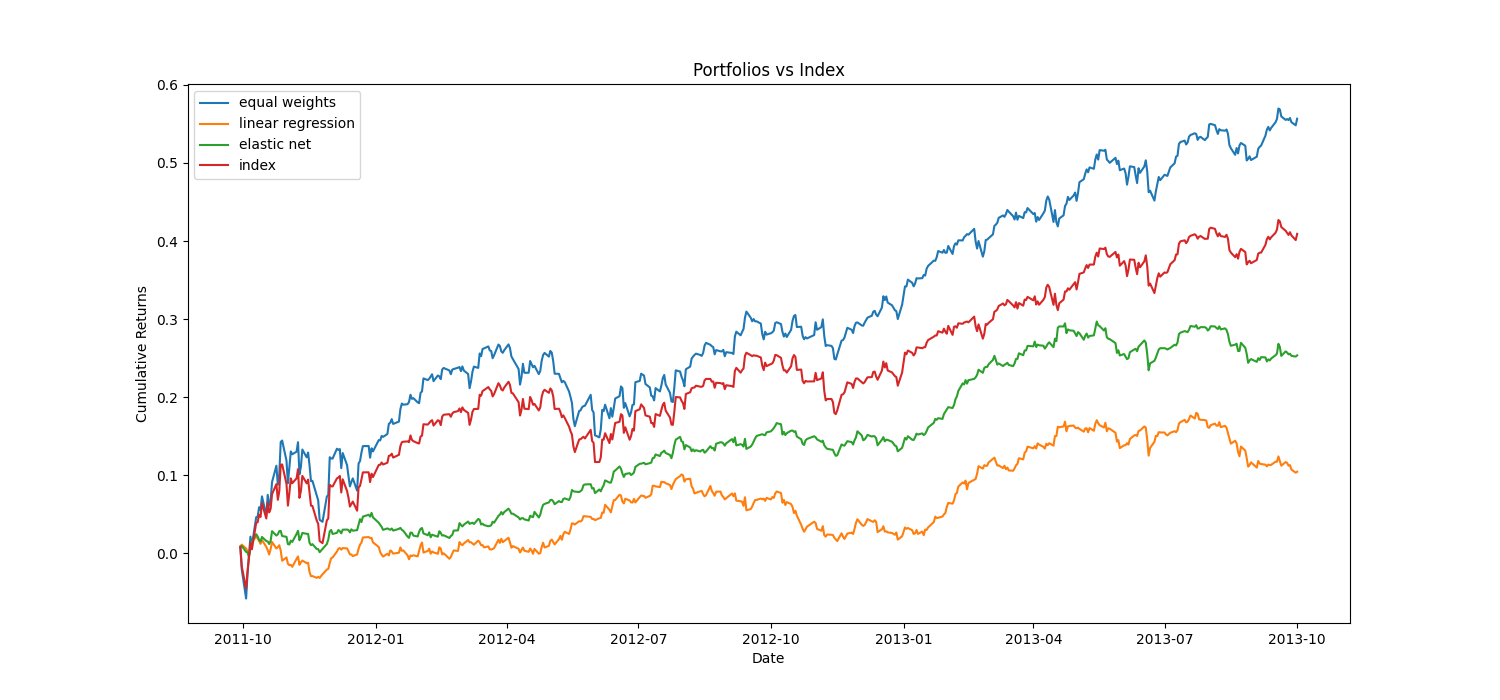 Portfolios vs Index
equal weights
linear regression
elastic net
index
Cumulative Returns
0.6
0.5
0.4
0.3
0.2
0.1
0.0
2011-10 2012-01 2012-04 2012-07 2012-10 2013-01 2013-04 2013-07 2013-10
Date